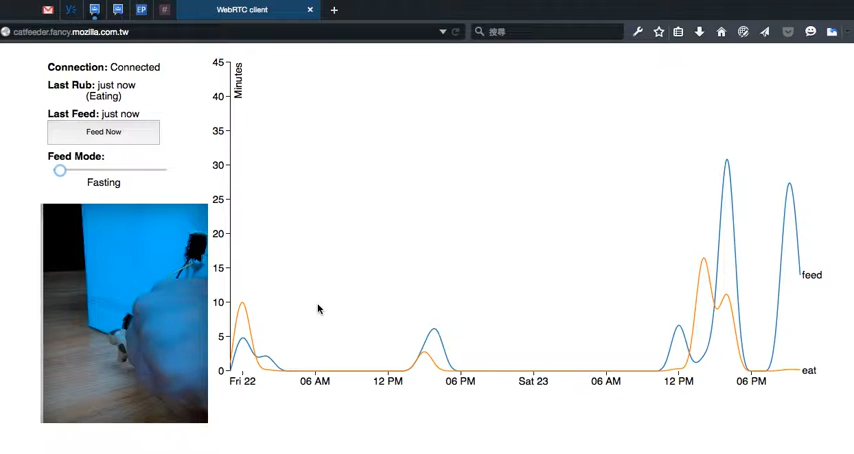 EP
#
WebRTC client
catfeeder.fancy.mozilla.com.tw
搜尋
Connection: Connected
Last Rub: just now
(Eating)
Last Feed: just now
Feed Now
Feed Mode:
Fasting
Minutes
45
40
35
30
25
20
15
10
5
0
Fri 22
06 AM
12 PM
06 PM
Sat 23
06 AM
12 PM
06 PM
feed
eat